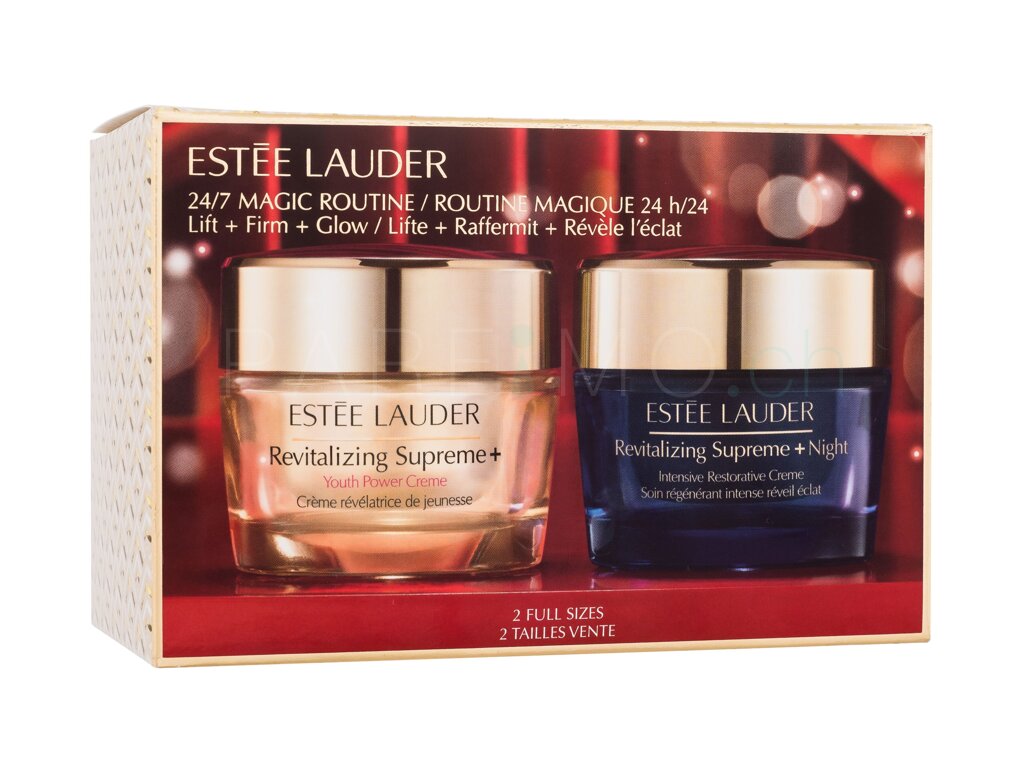 ESTĒE LAUDER
24/7 MAGIC ROUTINE / ROUTINE MAGIQUE 24 h/24
Lift + Firm + Glow / Lifte + Raffermit + Révèle l'éclat
PARFIMO.ch
ESTĒE LAUDER
Revitalizing Supreme+
Youth Power Creme
Crème révélatrice de jeunesse
ESTĒE LAUDER
Revitalizing Supreme + Night
Intensive Restorative Creme
Soin régénérant intense réveil éclat
2 FULL SIZES
2 TAILLES VENTE